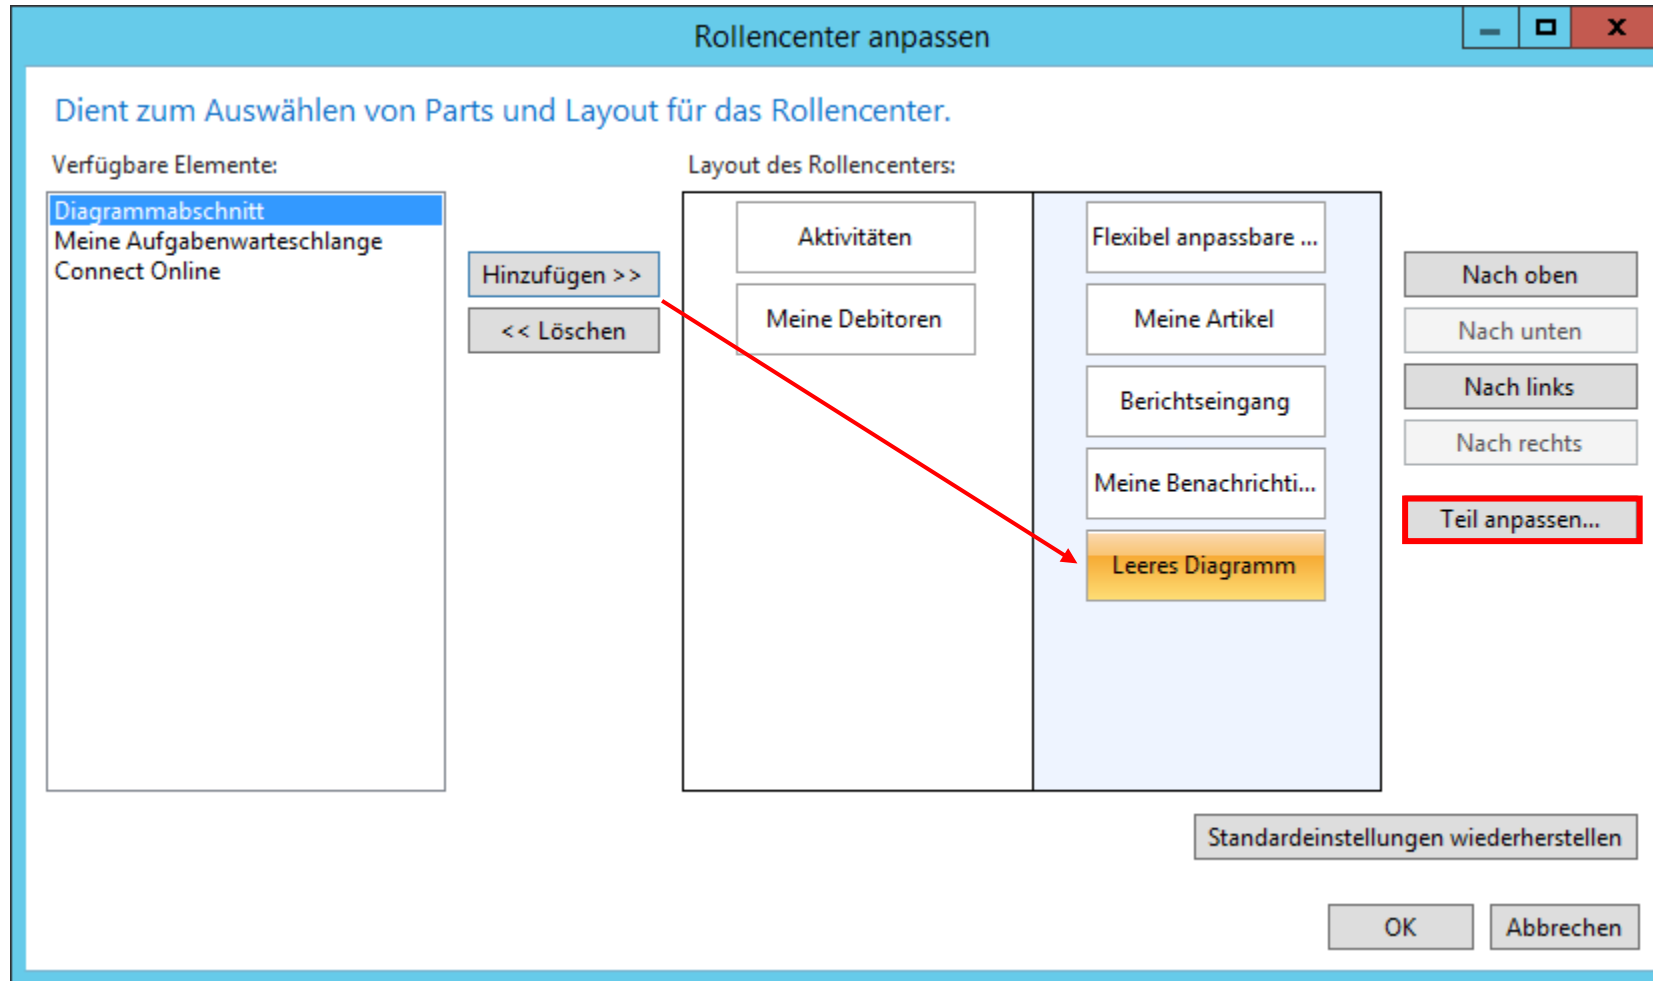 Rollencenter anpassen
Dient zum Auswählen von Parts und Layout für das Rollencenter.
Verfügbare Elemente:
Layout des Rollencenters:
Diagrammabschnitt
Meine Aufgabenwarteschlange
Connect Online
Hinzufügen >>
<< Löschen
Aktivitäten
Meine Debitoren
Flexibel anpassbare ...
Meine Artikel
Berichtseingang
Meine Benachrichti...
Leeres Diagramm
Nach oben
Nach unten
Nach links
Nach rechts
Teil anpassen...
Standardeinstellungen wiederherstellen
OK
Abbrechen